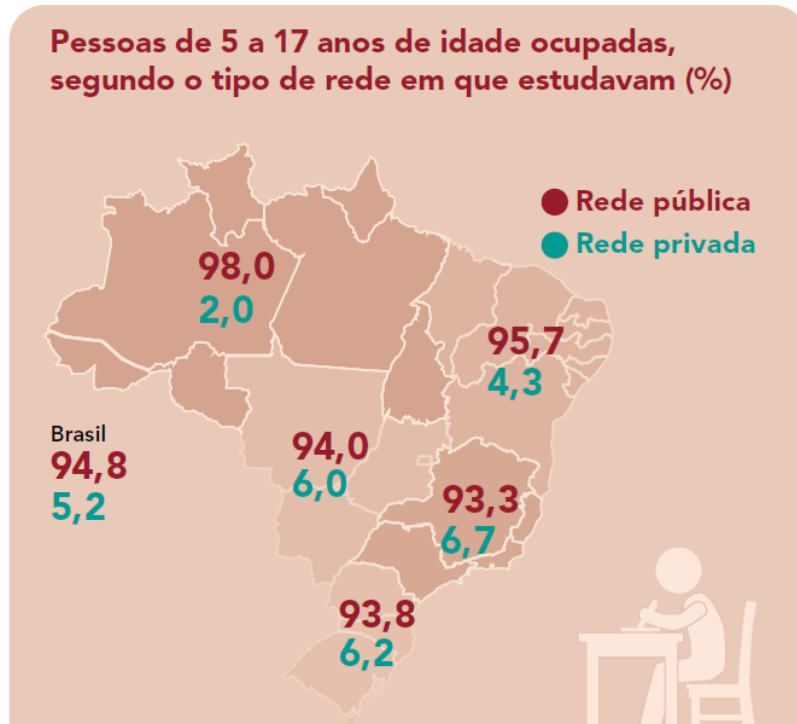 Pessoas de 5 a 17 anos de idade ocupadas,
segundo o tipo de rede em que estudavam (%)
Rede pública
Rede privada
98,0
2,0
95,7
4,3
Brasil
94,8
5,2
94,0
6,0
93,3
6,7
93,8
6,2